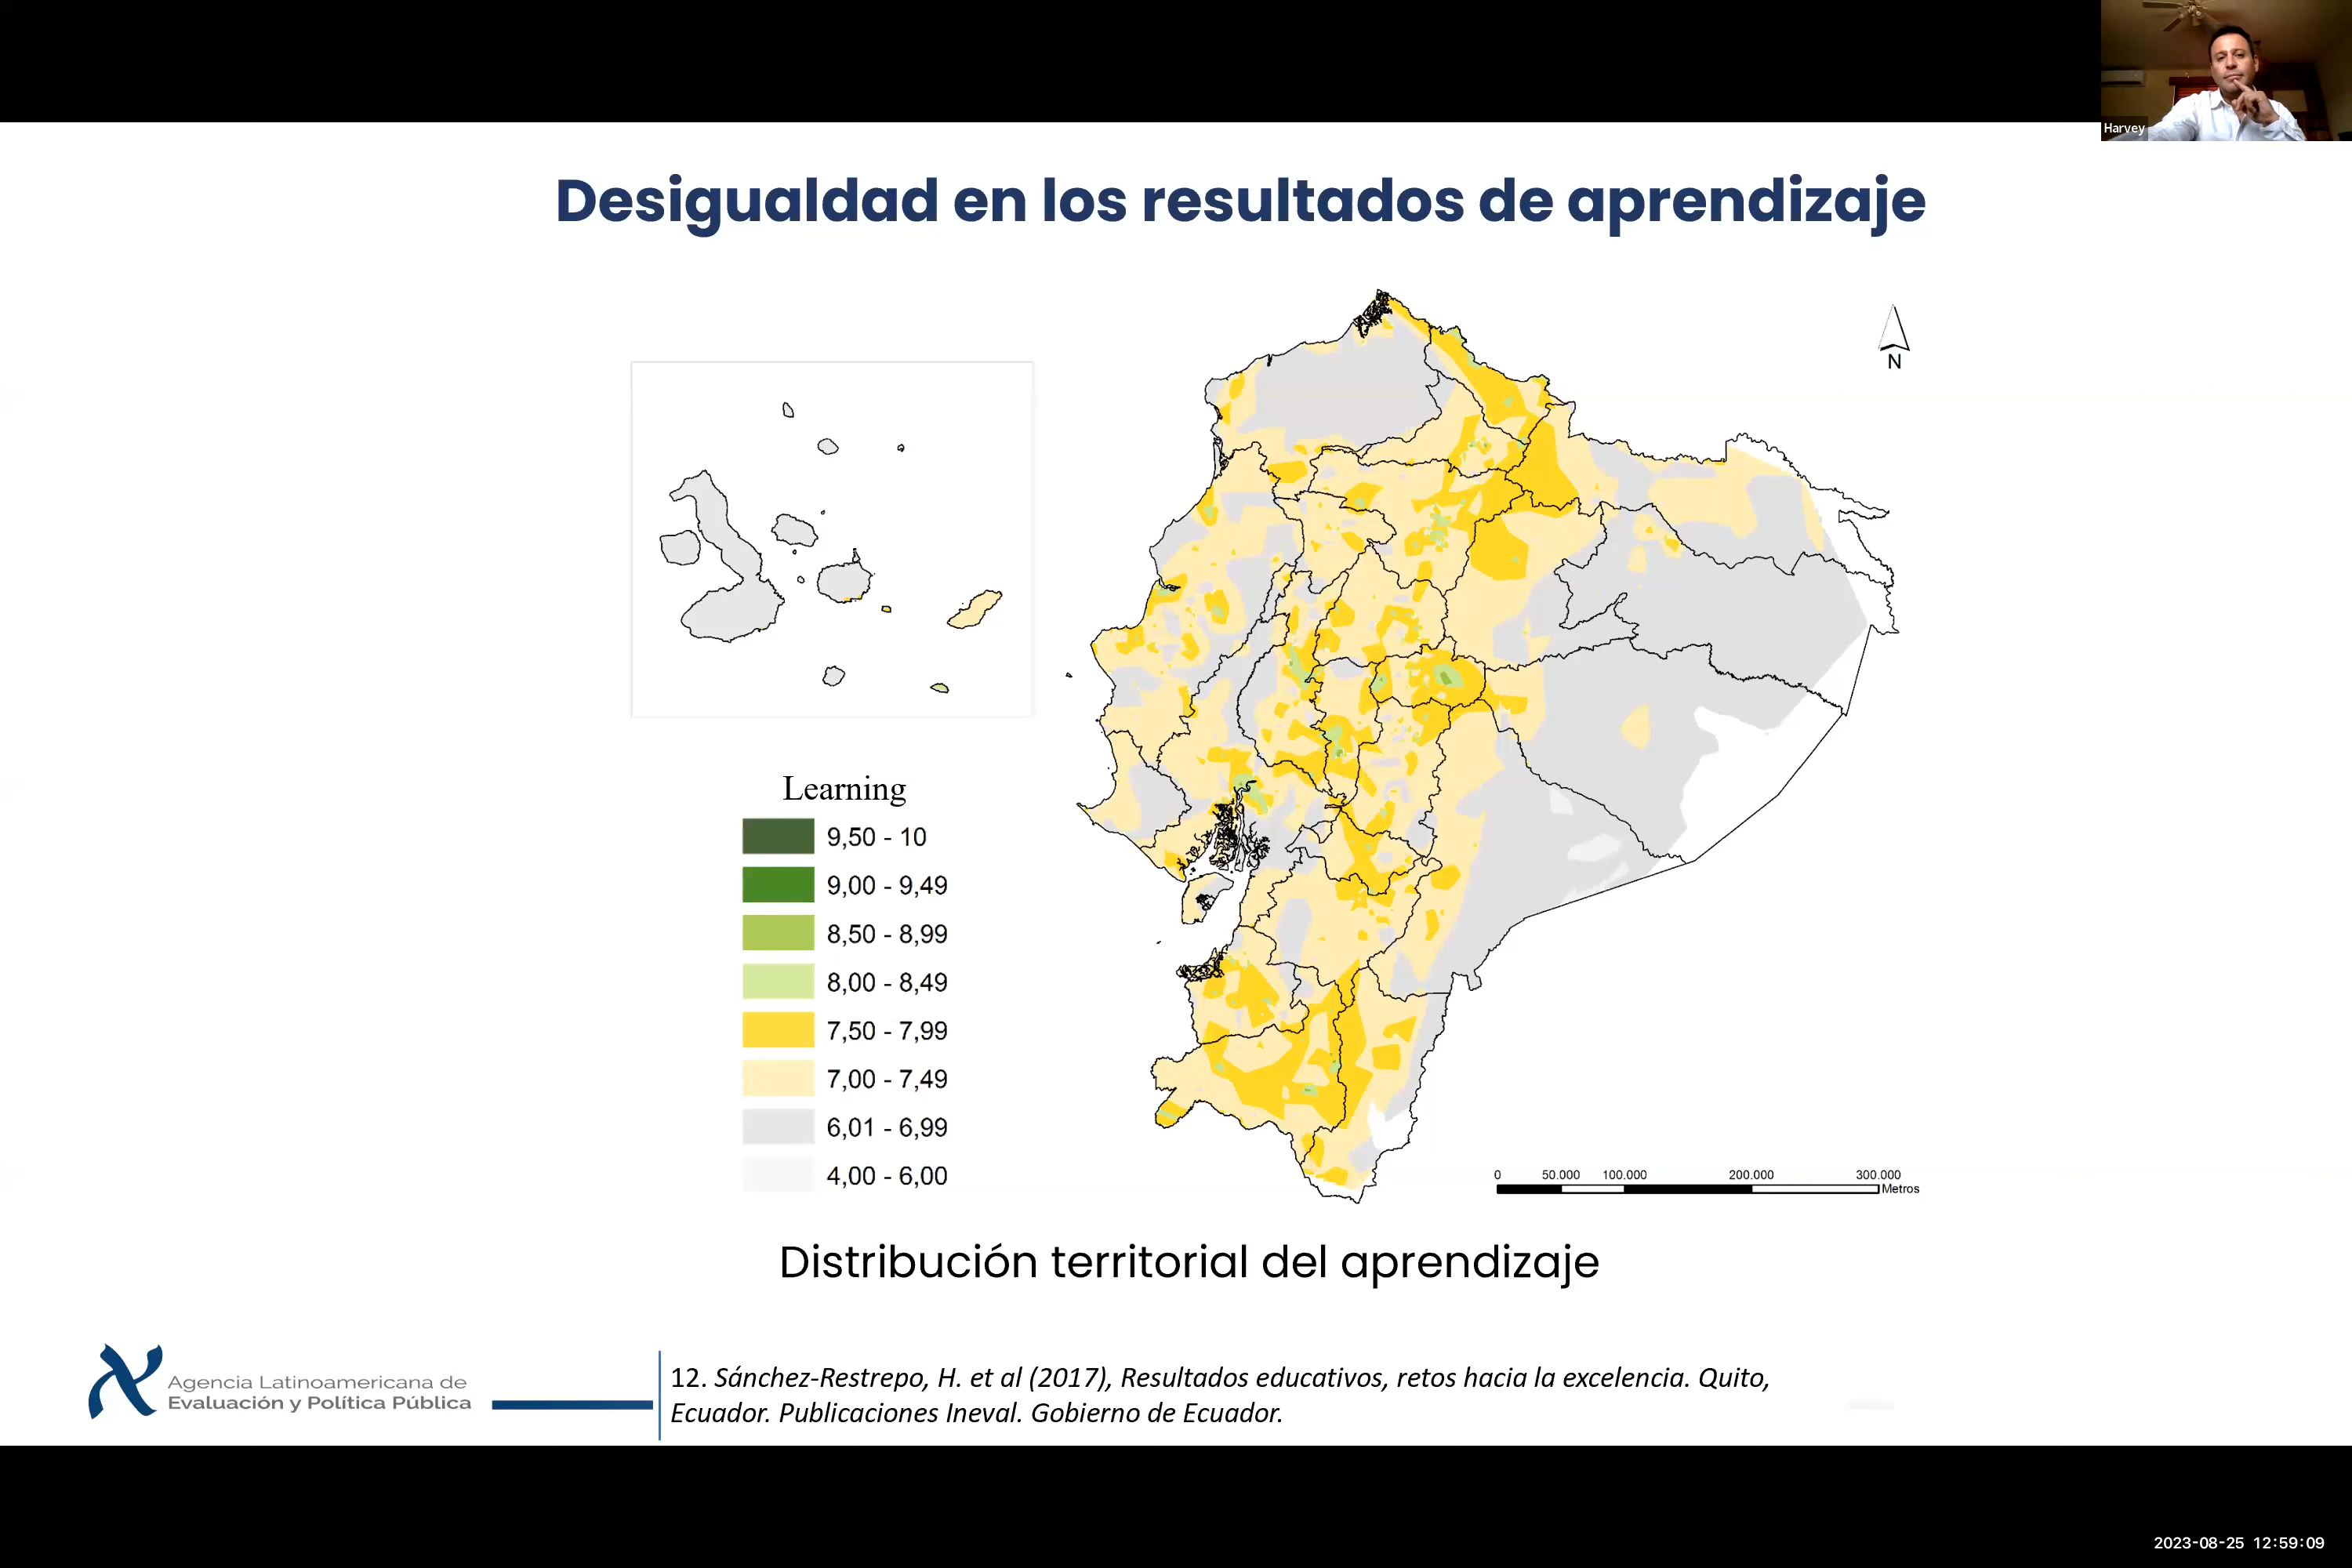 Harvey
Desigualdad en los resultados de aprendizaje
N
Learning
9,50 - 10
9,00 - 9,49
8,50 - 8,99
8,00 - 8,49
7,50 - 7,99
7,00 - 7,49
6,01 - 6,99
4,00 - 6,00
0 50.000 100.000 200.000 300.000
Metros
Distribución territorial del aprendizaje
Agencia Latinoamericana de
Evaluación y Política Pública
12. Sánchez-Restrepo, H. et al (2017), Resultados educativos, retos hacia la excelencia. Quito,
Ecuador. Publicaciones Ineval. Gobierno de Ecuador.
2023-08-25 12:59:09